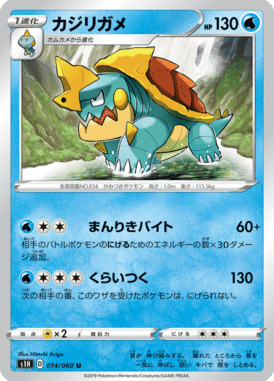 1進化 カジリガメ HP 130
カムカメから進化
全国図鑑NO.834 かみつきポケモン 高さ:1.0m 重さ:115.5kg
まんりきバイト 60+
相手のバトルポケモンのにげるためのエネルギーの数×30ダメージ追加。
くらいつく 130
次の相手の番、このワザを受けたポケモンは、にげられない。
弱点 ×2 抵抗力 にげる
Illus. Hitoshi Ariga
S1H 014/060 U
©2019 Pokémon/Nintendo/Creatures/GAME FREAK.